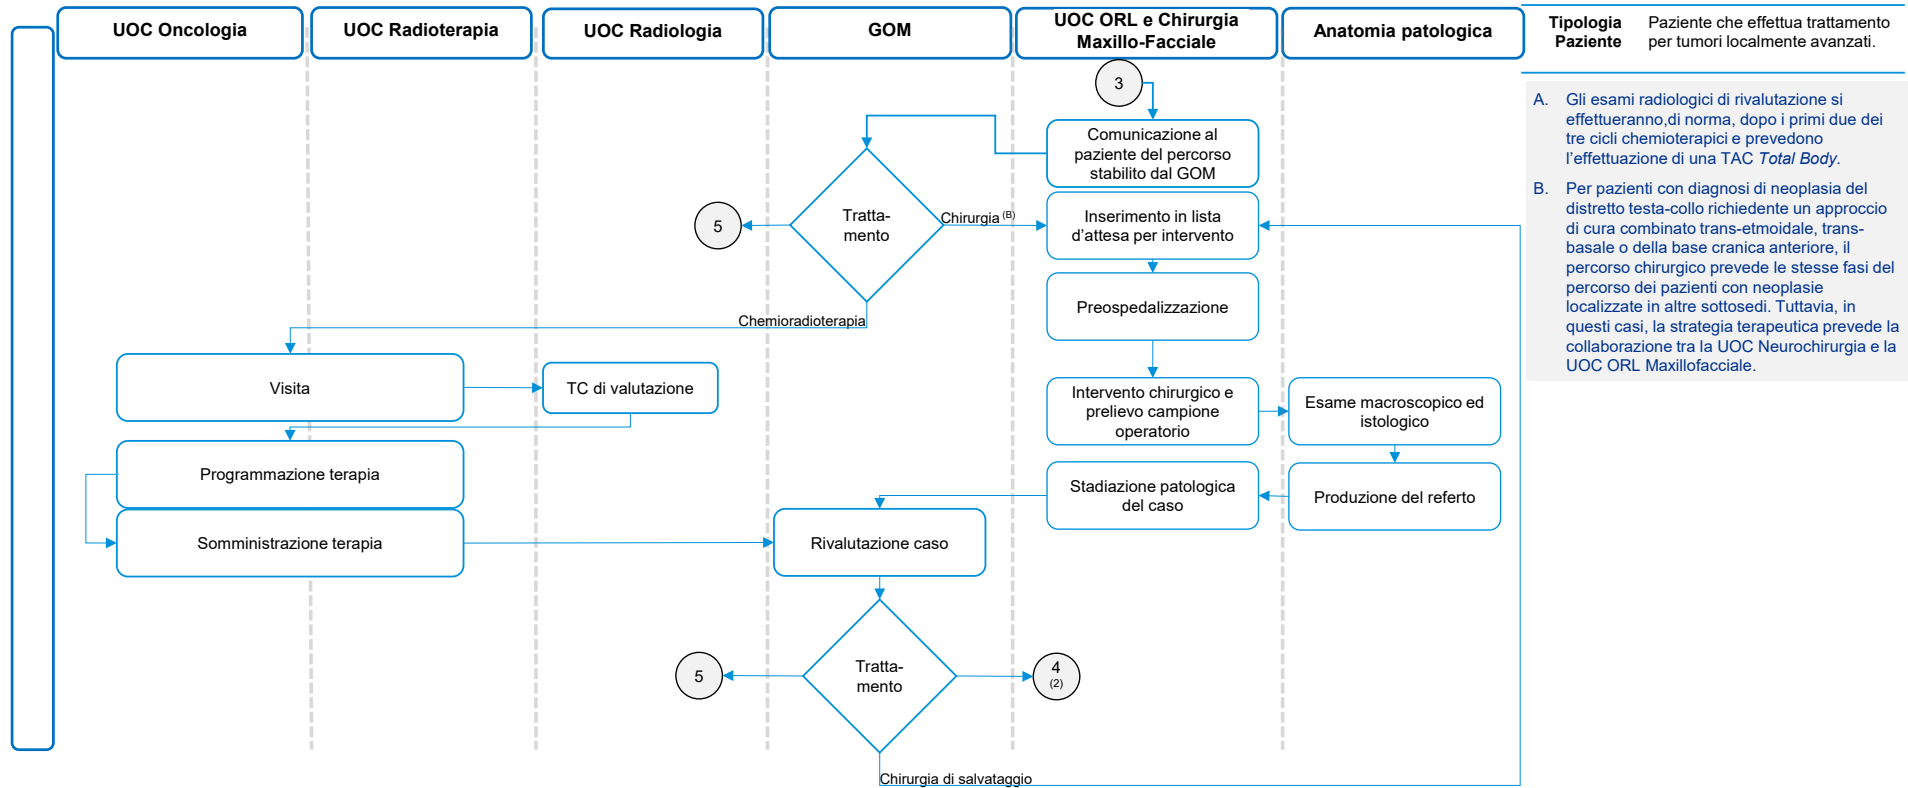 UOC Oncologia
UOC Radioterapia
UOC Radiologia
GOM
UOC ORL e Chirurgia
Maxillo-Facciale
Anatomia patologica
Tipologia
Paziente
Paziente che effettua trattamento
per tumori localmente avanzati.
3
Comunicazione al
paziente del percorso
stabilito dal GOM
A. Gli esami radiologici di rivalutazione si
effettueranno,di norma, dopo i primi due dei
tre cicli chemioterapici e prevedono
l'effettuazione di una TAC Total Body.
B. Per pazienti con diagnosi di neoplasia del
distretto testa-collo richiedente un approccio
di cura combinato trans-etmoidale, trans-
basale o della base cranica anteriore, il
percorso chirurgico prevede le stesse fasi del
percorso dei pazienti con neoplasie
localizzate in altre sottosedi. Tuttavia, in
questi casi, la strategia terapeutica prevede la
collaborazione tra la UOC Neurochirurgia e la
UOC ORL Maxillofacciale.
5
Tratta-
mento
Chirurgia (B)
Inserimento in lista
d'attesa per intervento
Preospedalizzazione
Chemioradioterapia
Visita
TC di valutazione
Intervento chirurgico e
prelievo campione
operatorio
Esame macroscopico ed
istologico
Programmazione terapia
Stadiazione patologica
del caso
Produzione del referto
Somministrazione terapia
Rivalutazione caso
5
Tratta-
mento
4
(2)
Chirurgia di salvataggio